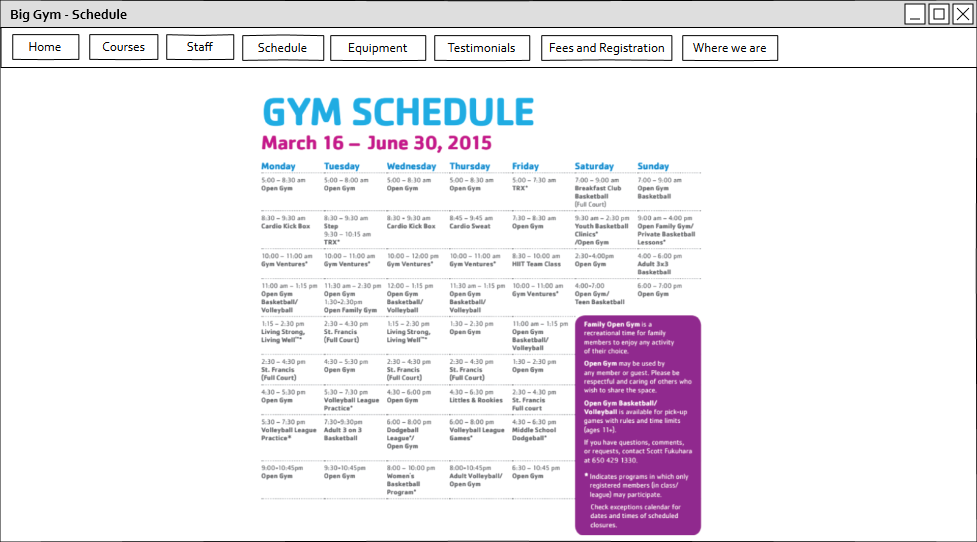 Big Gym - Schedule
Home Courses Staff Schedule Equipment Testimonials Fees and Registration Where we are
GYM SCHEDULE
March 16 – June 30, 2015
Monday Tuesday Wednesday Thursday Friday Saturday Sunday
5:00 – 8:30 am 5:00 – 8:00 am 5:00 – 8:30 am 5:00 – 8:30 am 5:00 – 7:30 am 7:00 – 9:00 am 7:00 – 9:00 am
Open Gym Open Gym Open Gym Open Gym TRX* Breakfast Club Open Gym
Basketball Basketball
(Full Court)
8:30 – 9:30 am 8:30 – 9:30 am 8:30 – 9:30 am 8:45 – 9:45 am 7:30 – 8:30 am 9:30 am – 2:30 pm 9:00 am – 4:00 pm
Cardio Kick Box Step Cardio Kick Box Cardio Sweat Open Gym Youth Basketball Open Family Gym/
9:30 – 10:15 am Clinics* Private Basketball
TRX* /Open Gym Lessons*
10:00 – 11:00 am 10:00 – 11:00 am 10:00 – 12:00 pm 10:00 – 11:00 am 8:30 – 10:00 am 2:30-4:00pm 4:00 – 6:00 pm
Gym Ventures* Gym Ventures* Gym Ventures* Gym Ventures* HIIT Team Class Open Gym Adult 3x3
Basketball
11:00 am – 1:15 pm 11:30 am – 2:30 pm 12:00 – 1:15 pm 11:30 am – 1:15 pm 10:00 – 11:00 am 4:00-7:00 6:00 – 7:00 pm
Open Gym Open Gym Open Gym Open Gym Gym Ventures* Open Gym/ Open Gym
Basketball/ 1:30-2:30pm Basketball/ Basketball/ Teen Basketball
Volleyball Open Family Gym Volleyball Volleyball
1:15 – 2:30 pm 2:30 – 4:30 pm 1:15 – 2:30 pm 1:30 – 2:30 pm 11:00 am – 1:15 pm
Living Strong, St. Francis Living Strong, Open Gym Open Gym
Living Well™* (Full Court) Living Well™* Basketball/
Volleyball
2:30 – 4:30 pm 4:30 – 5:30 pm 2:30 – 4:30 pm 2:30 – 4:30 pm 1:30 – 2:30 pm
St. Francis Open Gym St. Francis St. Francis Open Gym
(Full Court) (Full Court) (Full Court)
4:30 – 5:30 pm 5:30 – 7:30 pm 4:30 – 6:00 pm 4:30 – 6:30 pm 2:30 – 4:30 pm
Open Gym Volleyball League Open Gym Littles & Rookies St. Francis
Practice* Full court
5:30 – 7:30 pm 7:30-9:30pm 6:00 – 8:00 pm 6:00 – 8:00 pm 4:30 – 6:30 pm
Volleyball League Adult 3 on 3 Dodgeball Volleyball League Middle School
Practice* Basketball League*/ Games* Dodgeball*
Open Gym
9:00-10:45pm 9:30-10:45pm 8:00 – 10:00 pm 8:00-10:45pm 6:30 – 10:45 pm
Open Gym Open Gym Women's Adult Volleyball/ Open Gym
Basketball Open Gym
Program*
Family Open Gym is a
recreational time for family
members to enjoy any activity
of their choice.
Open Gym may be used by
any member or guest. Please be
respectful and caring of others who
wish to share the space.
Open Gym Basketball/
Volleyball is available for pick-up
games with rules and time limits
(ages 11+).
If you have questions, comments,
or requests, contact Scott Fukuhara
at 650 429 1330.
* Indicates programs in which only
registered members (in class/
league) may participate.
Check exceptions calendar for
dates and times of scheduled
closures.